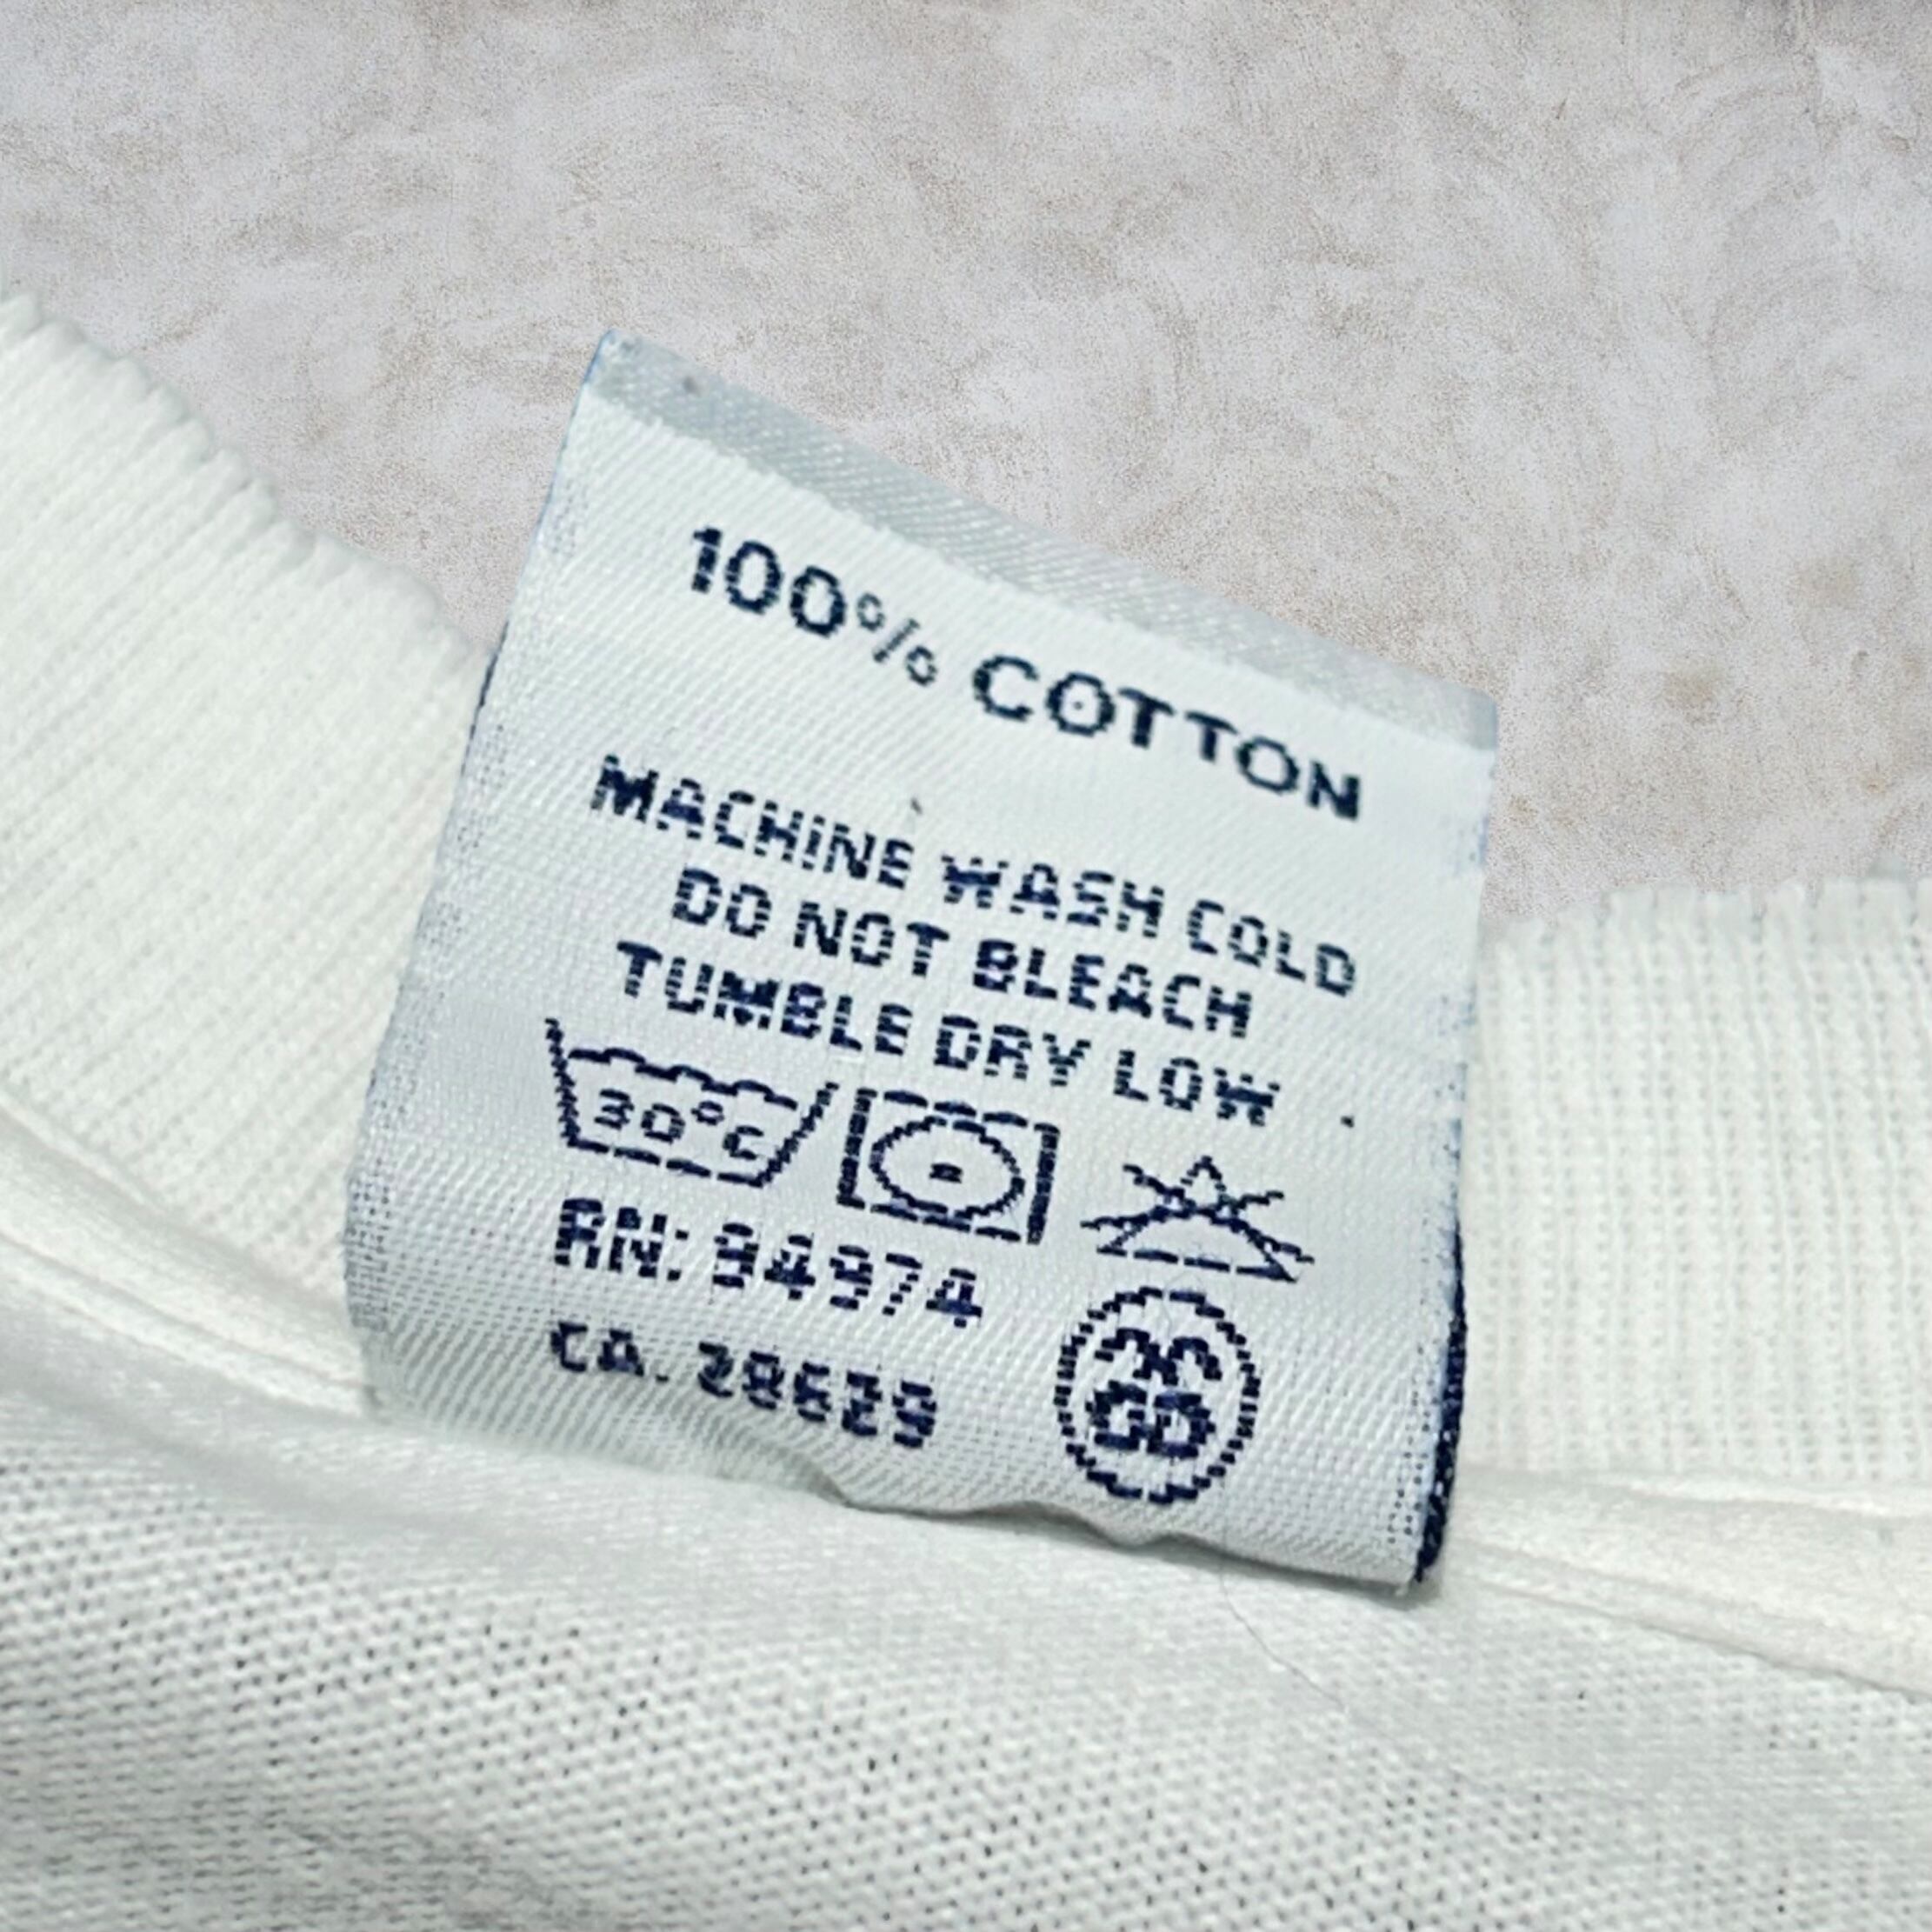 100% COTTON
MACHINE WASH COLD
DO NOT BLEACH
TUMBLE DRY LOW
30°C
RN: 94974
CA. 28629